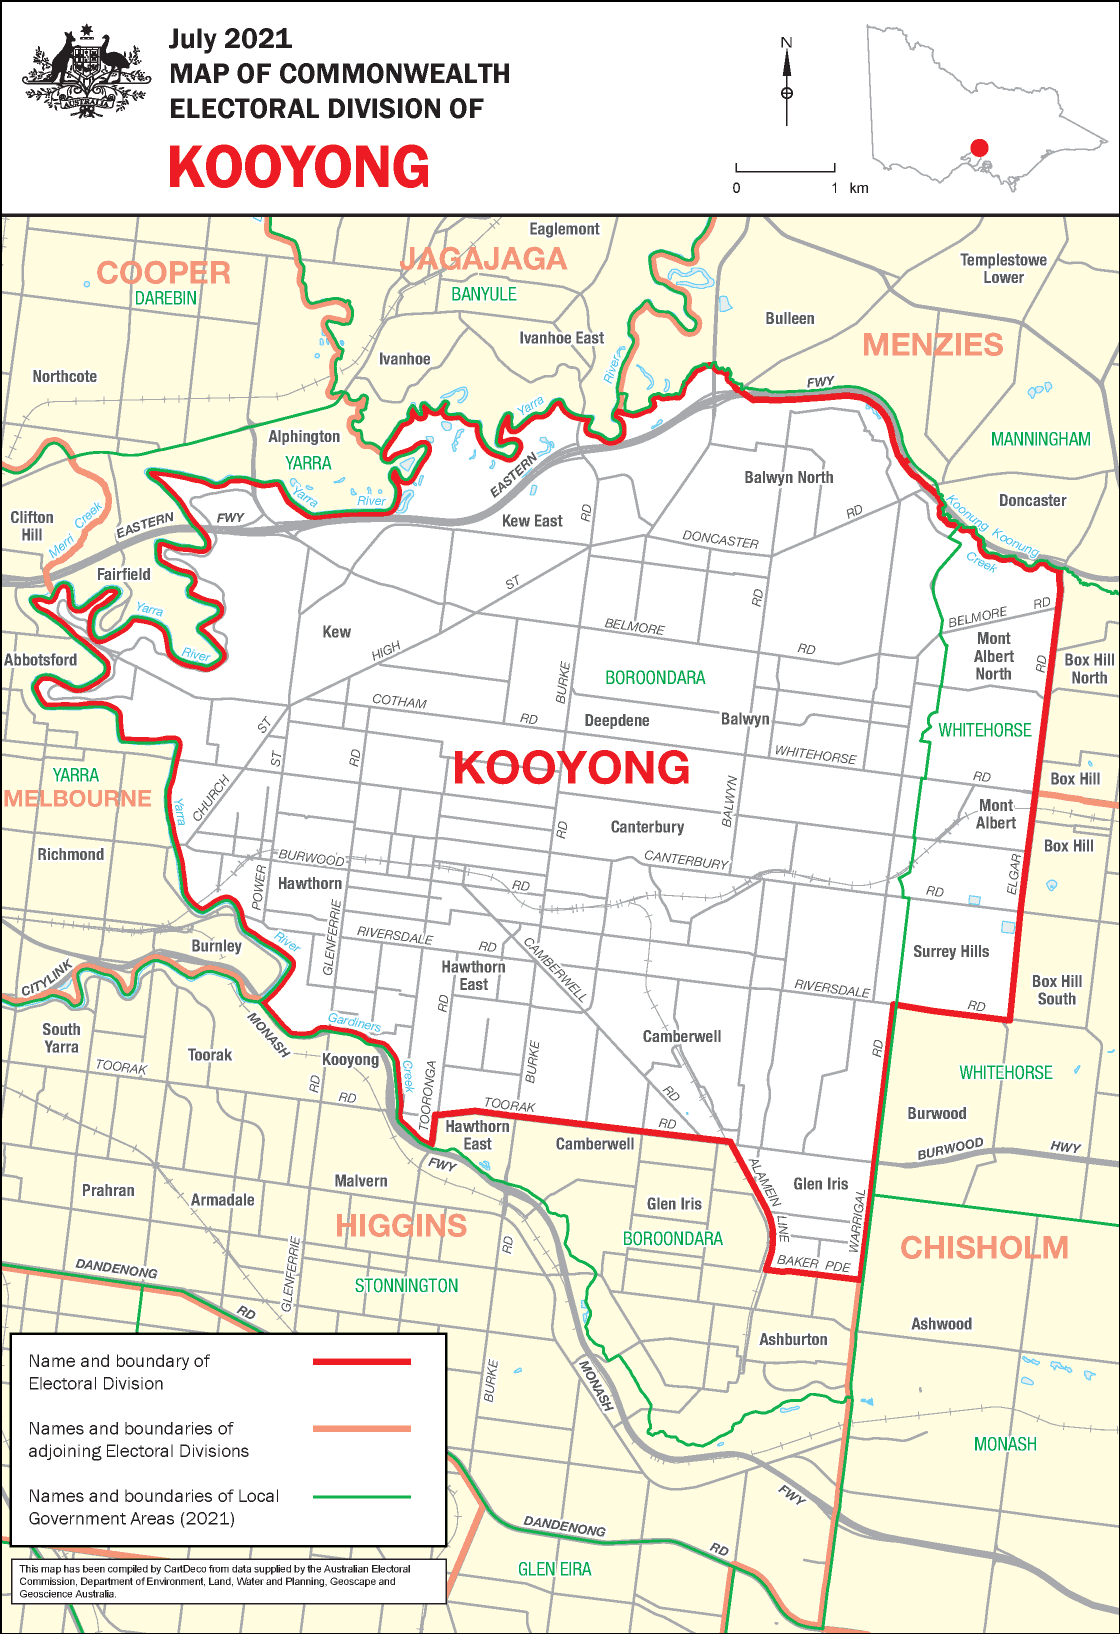 July 2021
MAP OF COMMONWEALTH
ELECTORAL DIVISION OF
KOOYONG
AUSTRALIA
N
0 1 km
Eaglemont
COOPER
JAGAJAGA
Templestowe
Lower
DAREBIN
BANYULE
Bulleen
Ivanhoe East
MENZIES
Ivanhoe
River
Northcote
FWY
Yarra
Alphington
MANNINGHAM
YARRA
EASTERN
Balwyn North
Yarra
River
Doncaster
Clifton
Hill
Merri Creek
EASTERN
FWY
Kew East
RD
RD
Koonung Koonung
Creek
DONCASTER
Fairfield
ST
RD
RD
Yarra
BELMORE
BELMORE
Kew
HIGH
RD
Mont
Albert
North
River
Abbotsford
RD
Box Hill
North
BURKE
BOROONDARA
COTHAM
RD
Deepdene
Balwyn
ST
WHITEHORSE
ST
RD
WHITEHORSE
KOOYONG
YARRA
RD
Box Hill
MELBOURNE
Yarra
CHURCH
BALWYN
Mont
Albert
RD
Canterbury
Richmond
BURWOOD
CANTERBURY
Box Hill
POWER
Hawthorn
RD
RD
ELGAR
GLENFERRIE
RIVERSDALE
RD
Burnley
River
CAMBERWELL
Surrey Hills
CITYLINK
Hawthorn
East
RD
RIVERSDALE
RD
Box Hill
South
MONASH
Gardiners
South
Yarra
Camberwell
Toorak
Kooyong
RD
TOORAK
Creek
BURKE
WHITEHORSE
RD
RD
TOORONGA
TOORAK
RD
RD
Burwood
Hawthorn
East
Camberwell
BURWOOD
HWY
FWY
ALAMEIN LINE
Malvern
Prahran
Armadale
Glen Iris
Glen Iris
WARRIGAL
HIGGINS
BOROONDARA
CHISHOLM
RD
DANDENONG
GLENFERRIE
BAKER PDE
STONNINGTON
RD
Ashwood
Ashburton
BURKE
MONASH
MONASH
FWY
DANDENONG
RD
GLEN EIRA
Name and boundary of
Electoral Division
Names and boundaries of
adjoining Electoral Divisions
Names and boundaries of Local
Government Areas (2021)
This map has been compiled by CartDeco from data supplied by the Australian Electoral
Commission, Department of Environment, Land, Water and Planning, Geoscape and
Geoscience Australia.